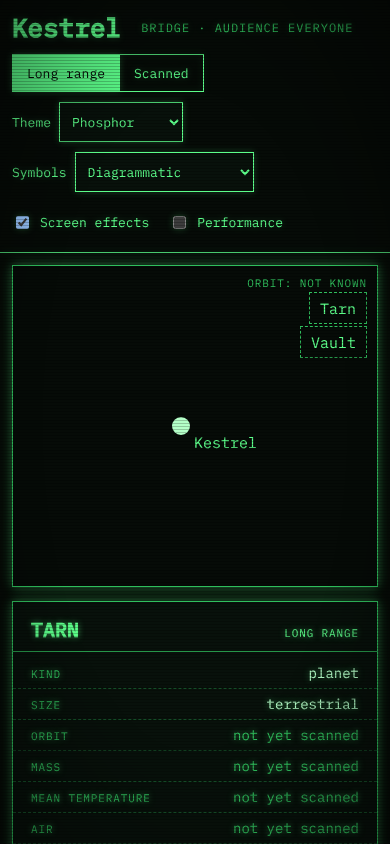 Kestrel BRIDGE · AUDIENCE EVERYONE
Long range Scanned
Theme Phosphor
Symbols Diagrammatic
Screen effects Performance
ORBIT: NOT KNOWN
Tarn
Vault
Kestrel
TARN LONG RANGE
KIND planet
SIZE terrestrial
ORBIT not yet scanned
MASS not yet scanned
MEAN TEMPERATURE not yet scanned
AIR not yet scanned